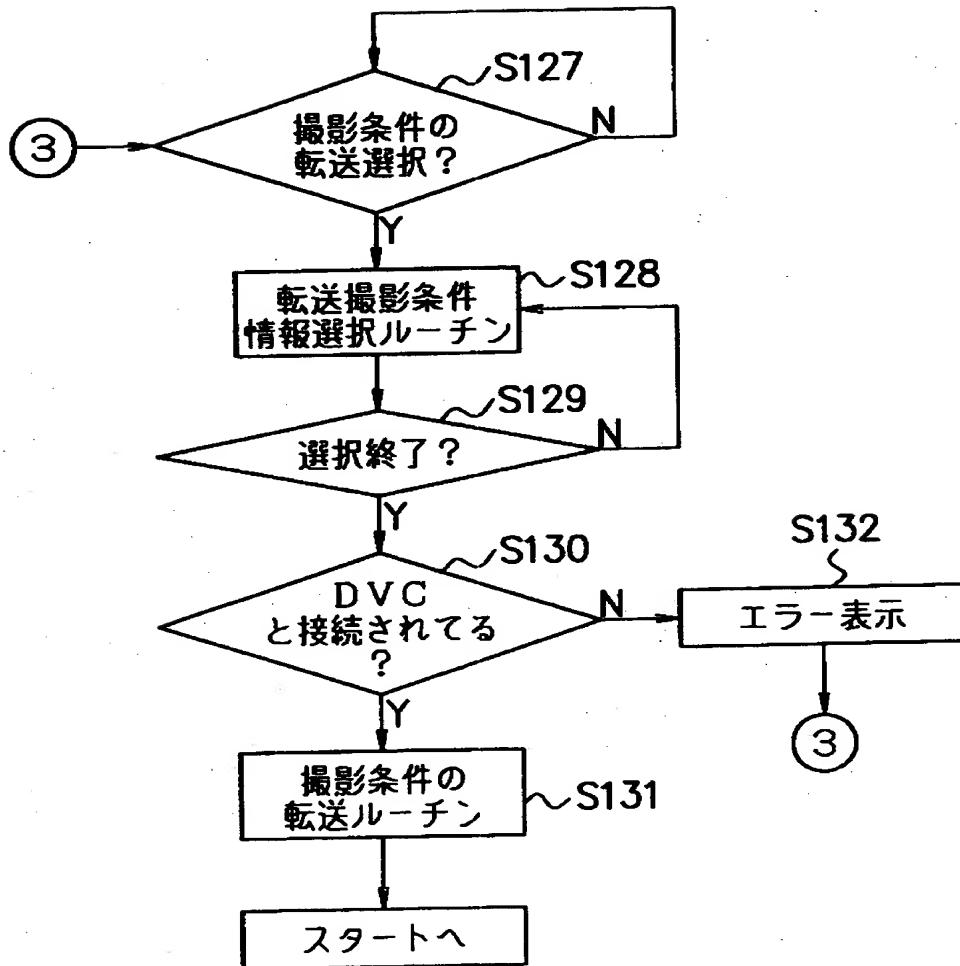 S127
③
撮影条件の
転送選択?
N
Y
S128
転送撮影条件
情報選択ルーチン
S129
選択終了?
N
Y
S130
DVC
と接続されてる
?
N
S132
エラー表示
Y
③
撮影条件の
転送ルーチン
S131
スタートへ